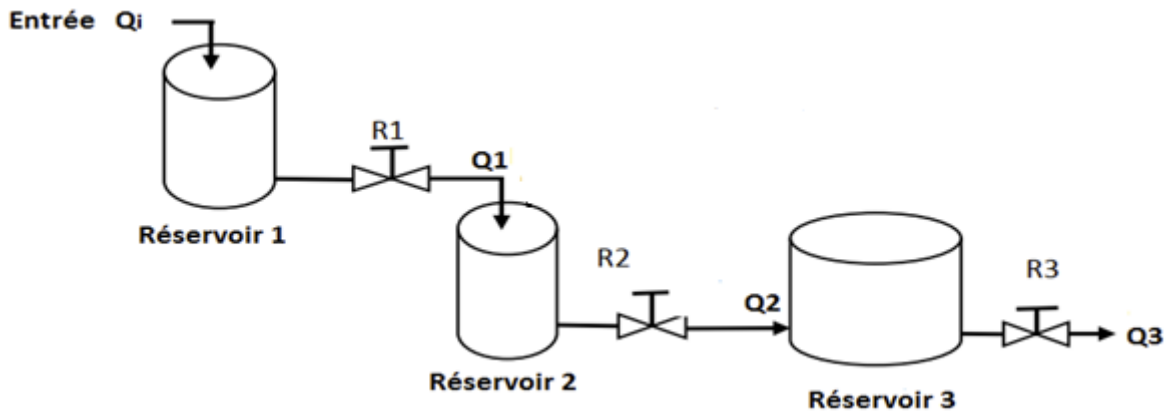 Entrée Qi
R1
Q1
Réservoir 1
R2
Q2
R3
Q3
Réservoir 2
Réservoir 3